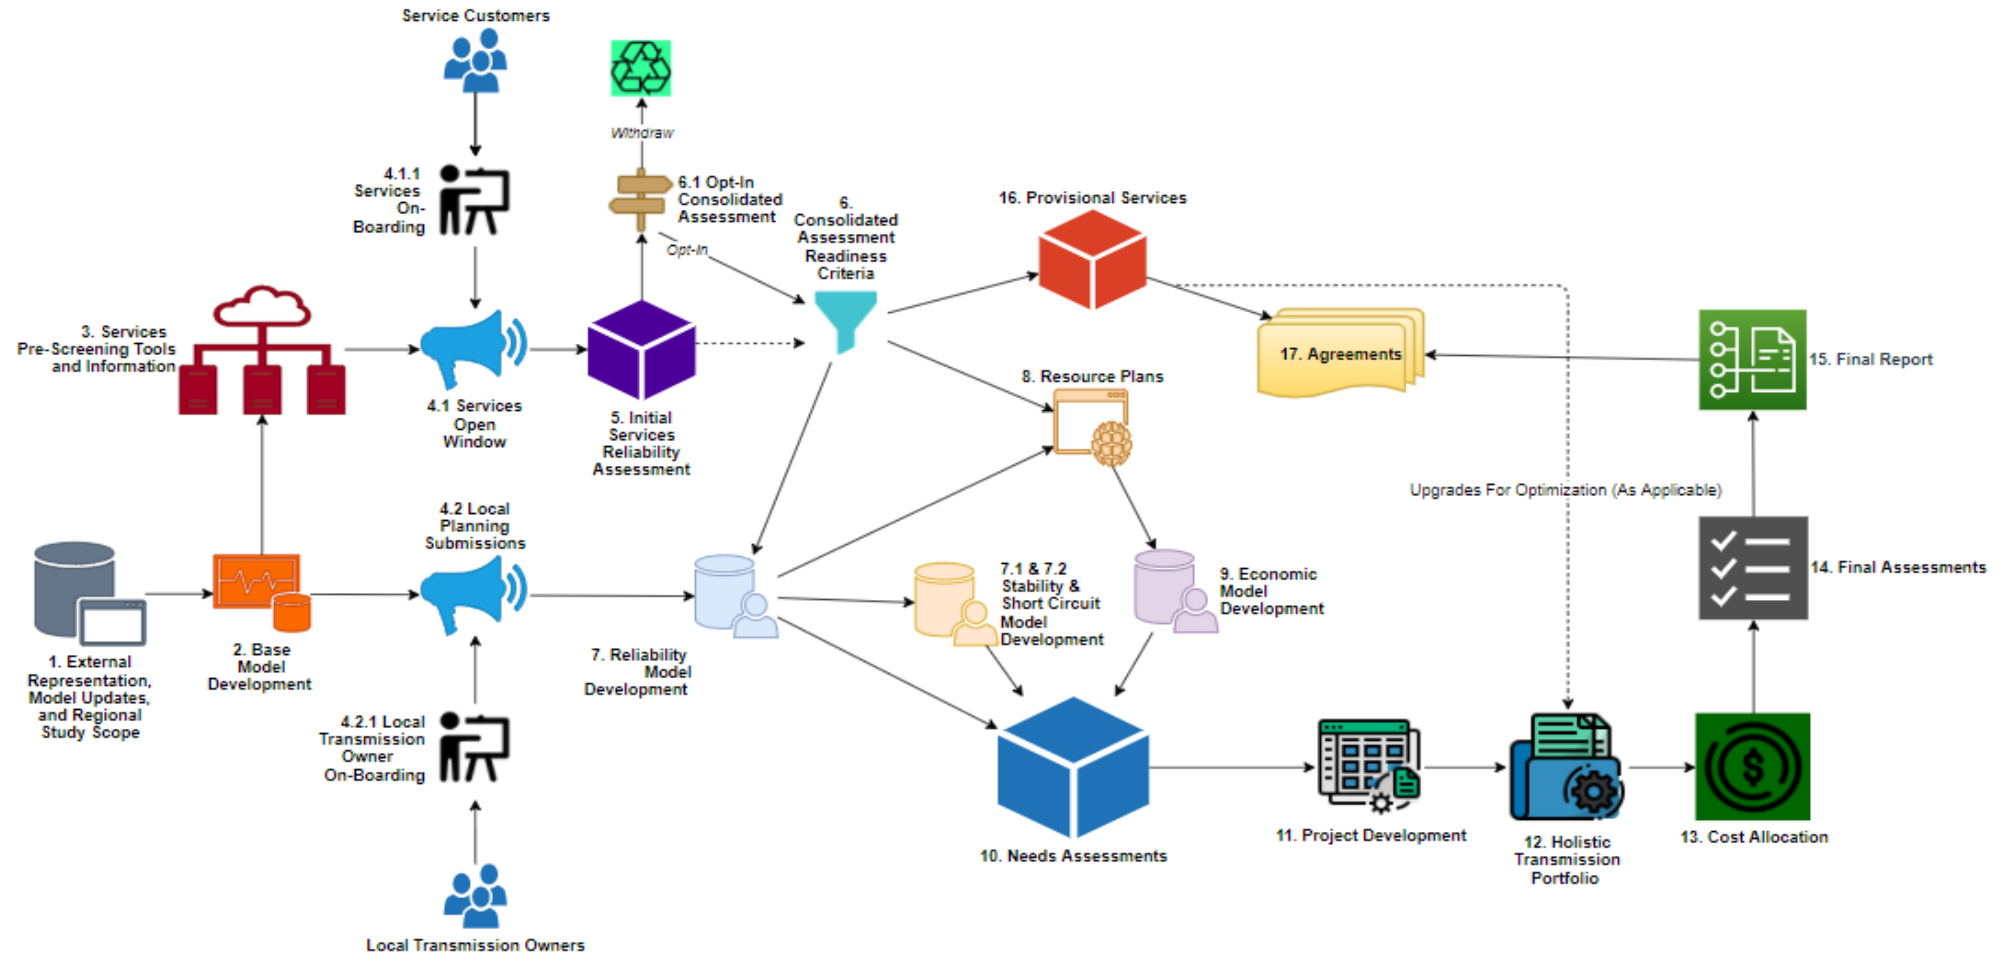 Service Customers
Withdraw
4.1.1
Services
On-
Boarding
6.1 Opt-In
Consolidated
Assessment
Opt-In
6.
Consolidated
Assessment
Readiness
Criteria
16. Provisional Services
3. Services
Pre-Screening Tools
and Information
4.1 Services
Open
Window
5. Initial
Services
Reliability
Assessment
8. Resource Plans
17. Agreements
15. Final Report
4.2 Local
Planning
Submissions
Upgrades For Optimization (As Applicable)
1. External
Representation,
Model Updates,
and Regional
Study Scope
2. Base
Model
Development
7. Reliability
Model
Development
7.1 & 7.2
Stability &
Short Circuit
Model
Development
9. Economic
Model
Development
14. Final Assessments
4.2.1 Local
Transmission
Owner
On-Boarding
10. Needs Assessments
11. Project Development
12. Holistic
Transmission
Portfolio
$
13. Cost Allocation
Local Transmission Owners